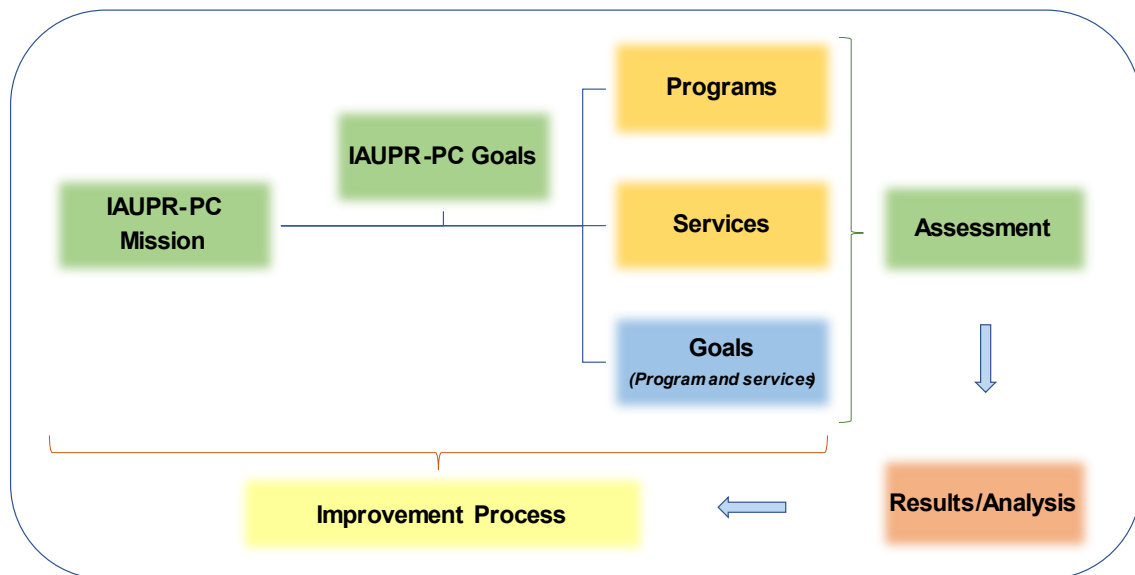 Programs
IAUPR-PC Goals
IAUPR-PC
Mission
Services
Assessment
Goals
(Program and services)
Results/Analysis
Improvement Process